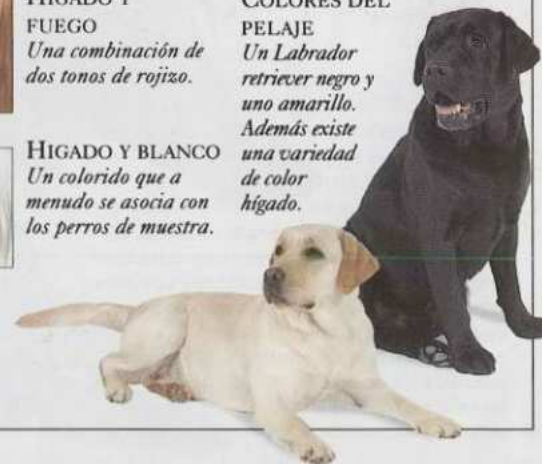 HÍGADO Y
FUEGO
Una combinación de
dos tonos de rojizo.
HIGADO Y BLANCO
Un colorido que a
menudo se asocia con
los perros de muestra.
COLORES DEL
PELAJE
Un Labrador
retriever negro y
uno amarillo.
Además existe
una variedad
de color
hígado.